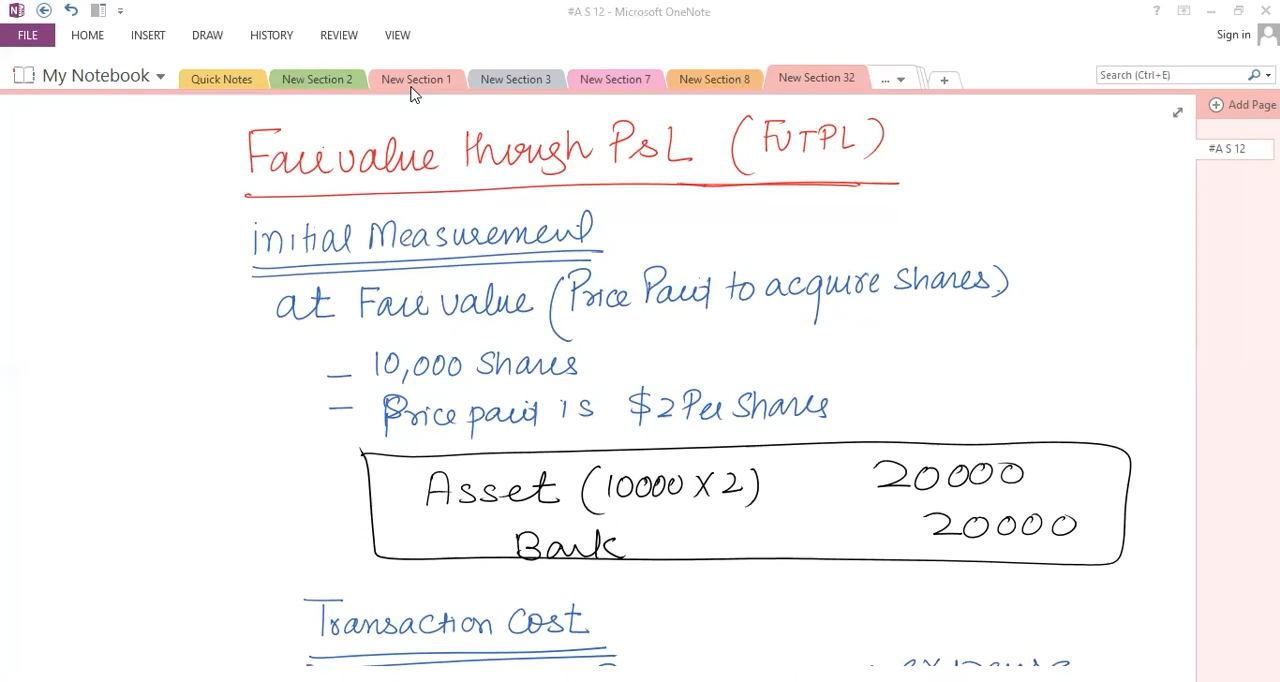 #A S 12 - Microsoft OneNote
?
FILE HOME INSERT DRAW HISTORY REVIEW VIEW
Sign in
My Notebook Quick Notes New Section 2 New Section 1 New Section 3 New Section 7 New Section 8 New Section 32 ...
Search (Ctrl+E)
Add Page
#A S 12
Fair value though P&L (FVTPL)
initial Measurement
at Fair value (Price Paid to acquire shares)
- 10,000 Shares
- Price paid is $2 Per Shares
Asset (10000 X 2) 20000
Bank 20000
Transaction Cost